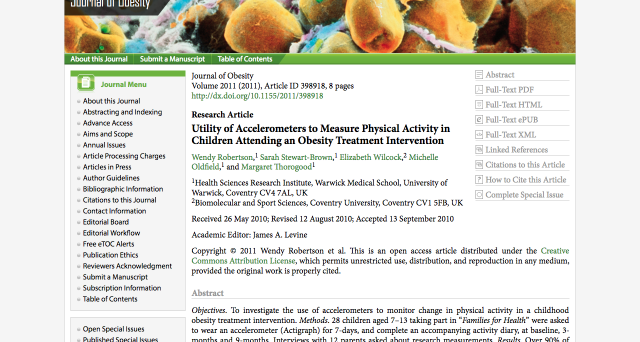 Journal of Obesity
About this Journal
Submit a Manuscript
Table of Contents
Journal Menu
About this Journal
Abstracting and Indexing
Advance Access
Aims and Scope
Annual Issues
Article Processing Charges
Articles in Press
Author Guidelines
Bibliographic Information
Citations to this Journal
Contact Information
Editorial Board
Editorial Workflow
Free eTOC Alerts
Publication Ethics
Reviewers Acknowledgment
Submit a Manuscript
Subscription Information
Table of Contents
Open Special Issues
Published Special Issues
Journal of Obesity
Volume 2011 (2011), Article ID 398918, 8 pages
http://dx.doi.org/10.1155/2011/398918
Research Article
Utility of Accelerometers to Measure Physical Activity in
Children Attending an Obesity Treatment Intervention
Wendy Robertson,1 Sarah Stewart-Brown,1 Elizabeth Wilcock,2 Michelle
Oldfield,1 and Margaret Thorogood1
1Health Sciences Research Institute, Warwick Medical School, University of
Warwick, Coventry CV4 7AL, UK
2Biomolecular and Sport Sciences, Coventry University, Coventry CV1 5FB, UK
Received 26 May 2010; Revised 12 August 2010; Accepted 13 September 2010
Academic Editor: James A. Levine
Copyright © 2011 Wendy Robertson et al. This is an open access article distributed under the Creative
Commons Attribution License, which permits unrestricted use, distribution, and reproduction in any medium,
provided the original work is properly cited.
Abstract
Objectives. To investigate the use of accelerometers to monitor change in physical activity in a childhood
obesity treatment intervention. Methods. 28 children aged 7–13 taking part in "Families for Health" were asked
to wear an accelerometer (Actigraph) for 7-days, and complete an accompanying activity diary, at baseline, 3-
months and 9-months. Interviews with 12 parents asked about research measurements. Results. Over 90% of
Abstract
Full-Text PDF
Full-Text HTML
Full-Text ePUB
Full-Text XML
Linked References
Citations to this Article
How to Cite this Article
Complete Special Issue